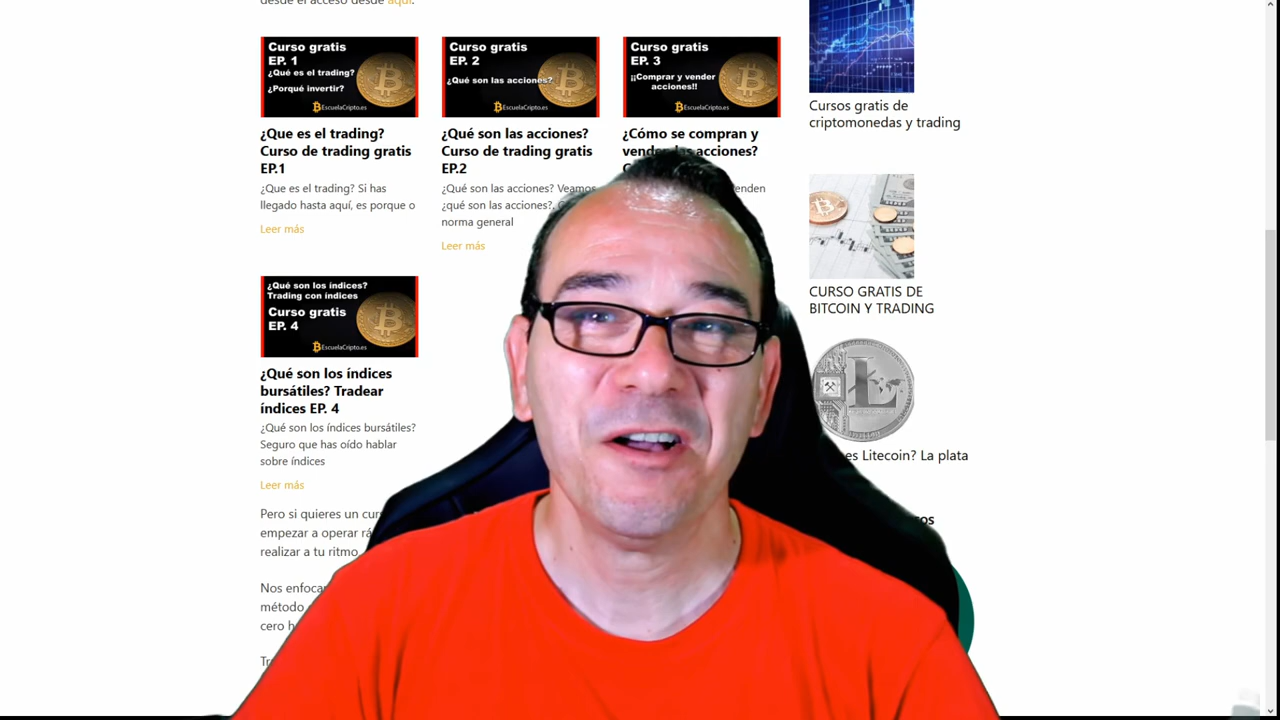 desde el acceso desde aquí.
Curso gratis
EP. 1
¿Qué es el trading?
¿Porqué invertir?
EscuelaCripto.es
¿Que es el trading?
Curso de trading gratis
EP.1
¿Que es el trading? Si has
llegado hasta aquí, es porque o
Leer más
Curso gratis
EP. 2
¿Qué son las acciones?
EscuelaCripto.es
¿Qué son las acciones?
Curso de trading gratis
EP.2
¿Qué son las acciones? Veamos
¿qué son las acciones?.
norma general
Leer más
Curso gratis
EP. 3
¡¡Comprar y vender
acciones!!
EscuelaCripto.es
¿Cómo se compran y
acciones?
¿Qué son los índices?
Trading con índices
Curso gratis
EP. 4
EscuelaCripto.es
¿Qué son los índices
bursátiles? Tradear
índices EP. 4
¿Qué son los índices bursátiles?
Seguro que has oído hablar
sobre índices
Leer más
Pero si quieres un
empezar a operar
realizar a tu ritmo
Nos
método
cero
Cursos gratis de
criptomonedas y trading
CURSO GRATIS DE
BITCOIN Y TRADING
es Litecoin? La plata